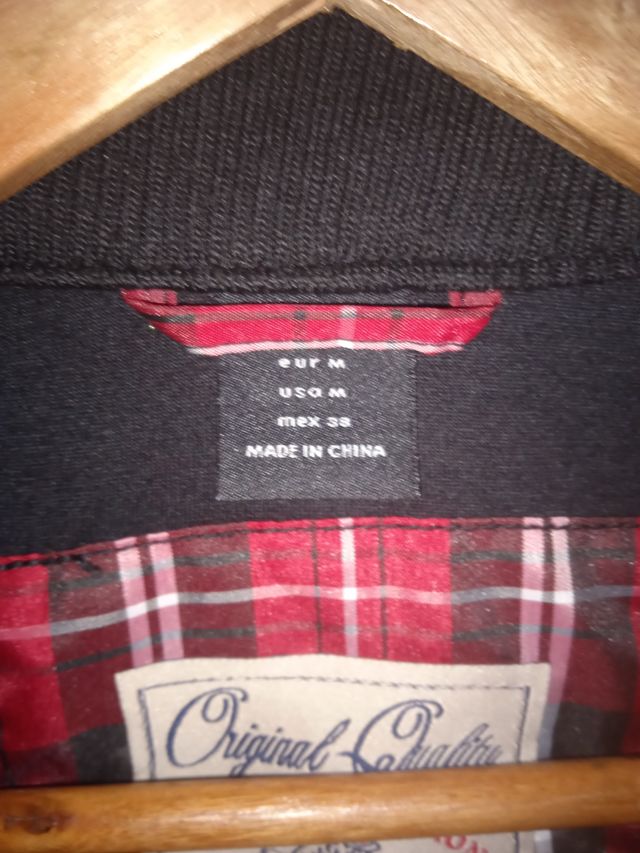 eur M
usa M
mex 38
MADE IN CHINA
Original Quality